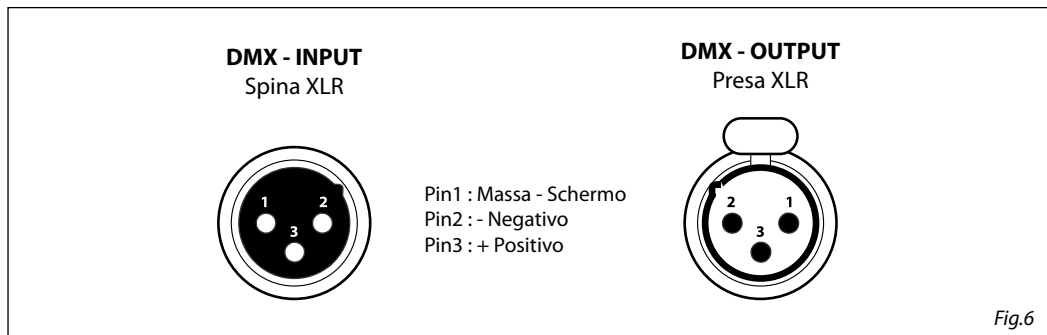 DMX - INPUT
Spina XLR
DMX - OUTPUT
Presa XLR
1
2
3
Pin1 : Massa - Schermo
Pin2 : - Negativo
Pin3 : + Positivo
2
1
3
Fig.6